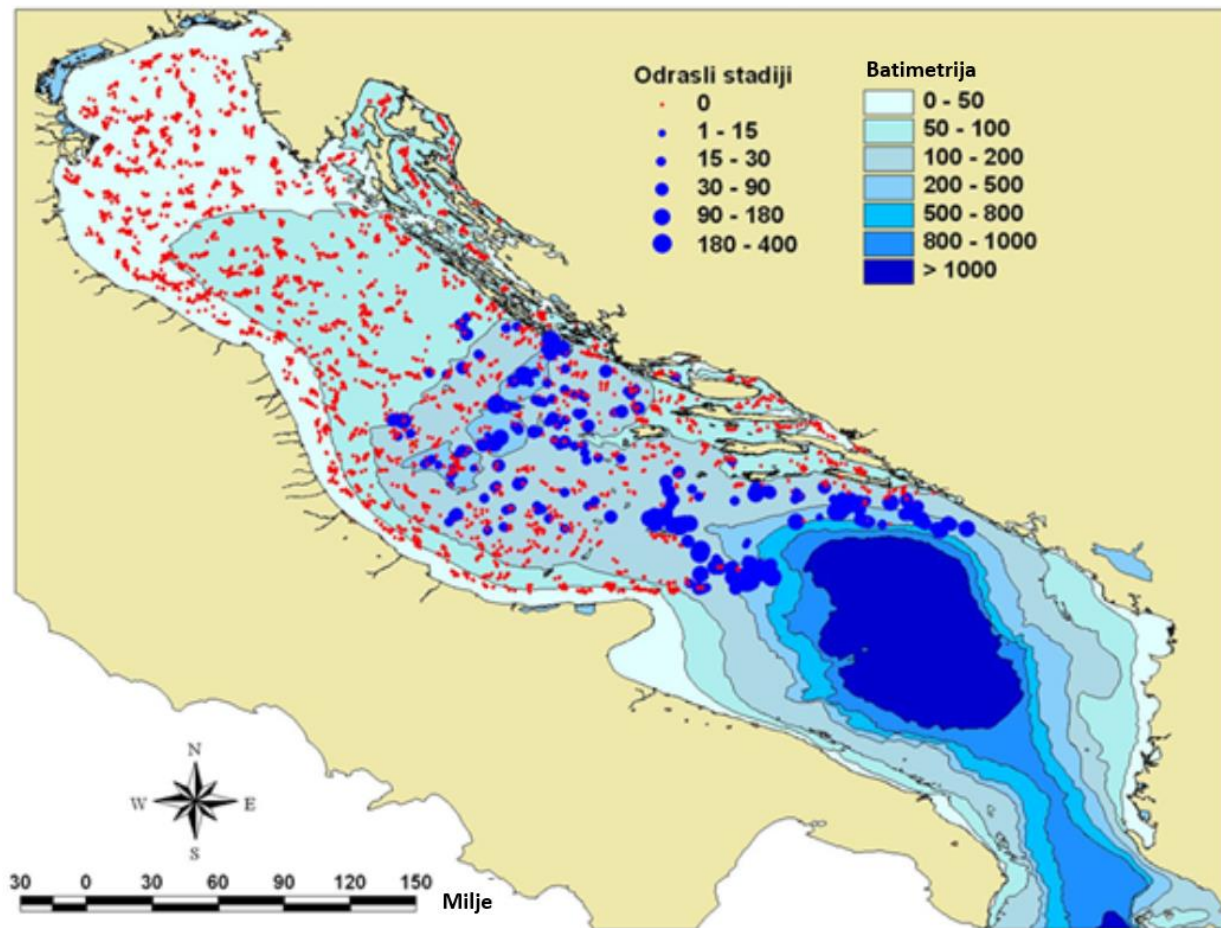 Odrasli stadiji
0
1 - 15
15 - 30
30 - 90
90 - 180
180 - 400
Batimetrija
0 - 50
50 - 100
100 - 200
200 - 500
500 - 800
800 - 1000
> 1000
N
W E
S
30 0 30 60 90 120 150 Milje